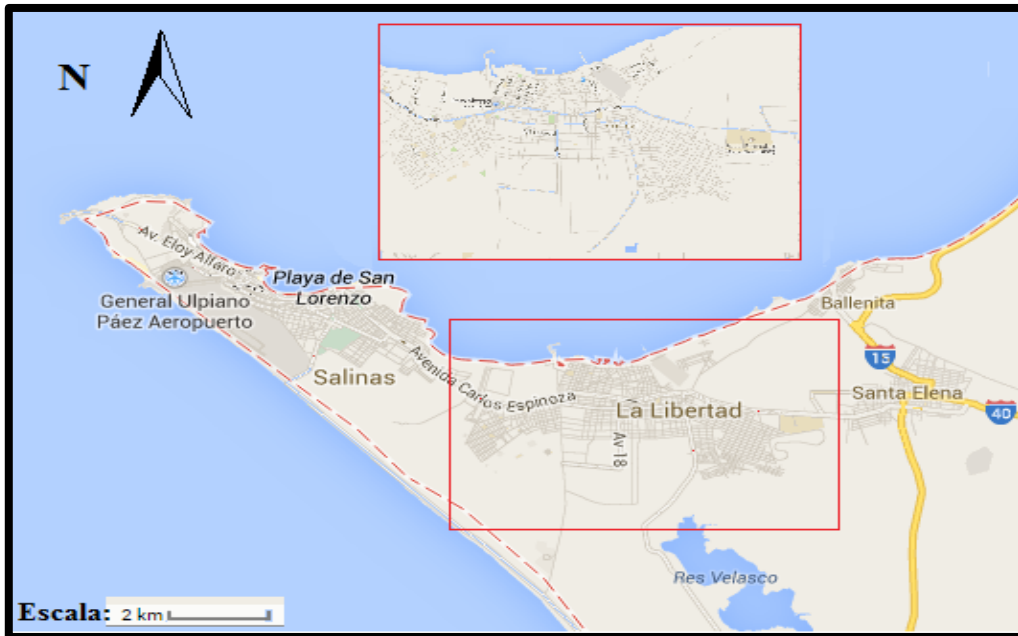 N
Av. Eloy Alfaro
Playa de San
Lorenzo
General Ulpiano
Páez Aeropuerto
Ballenita
15
Salinas
Avenida Carlos Espinoza
Santa Elena
La Libertad
40
Av 18
Res Velasco
Escala: 2 km